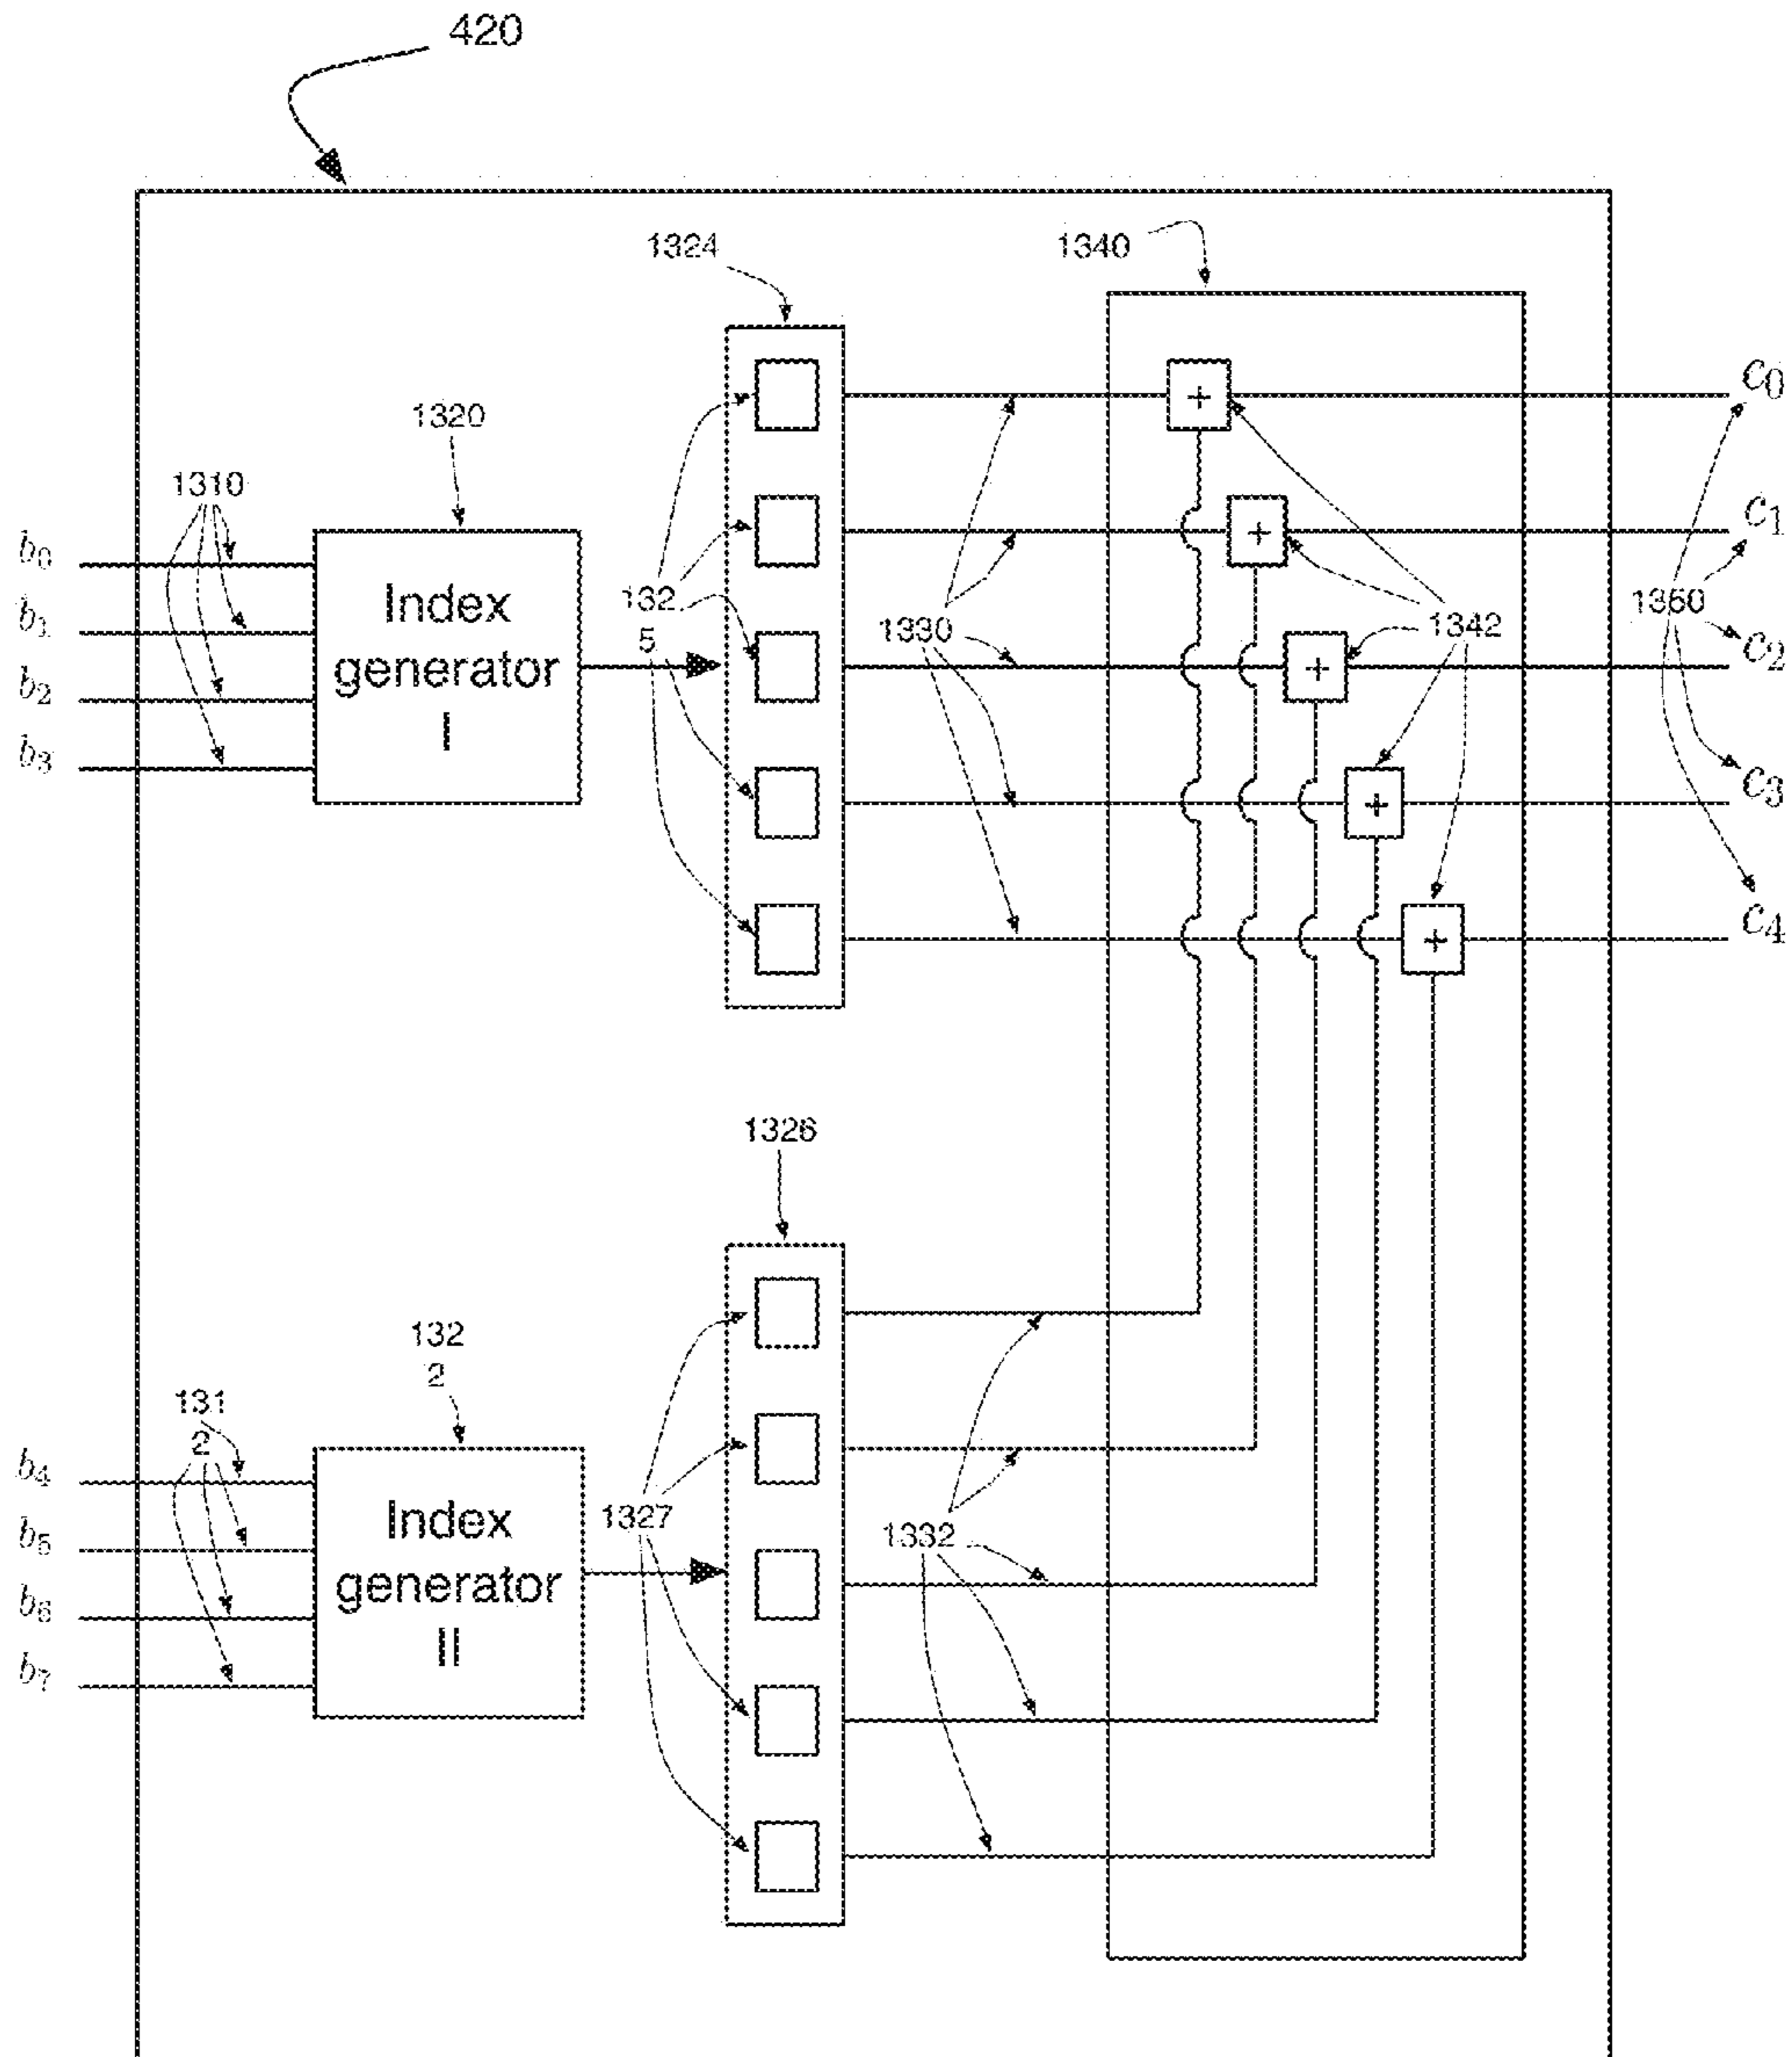 420
1324
1340
c0
1320
1310
+
c1
b0
+
Index
generator
I
b1
132
5
1330
1342
1350
b2
+
c2
b3
+
c3
+
c4
1326
132
2
131
2
b4
Index
generator
II
1327
1332
b5
b6
b7